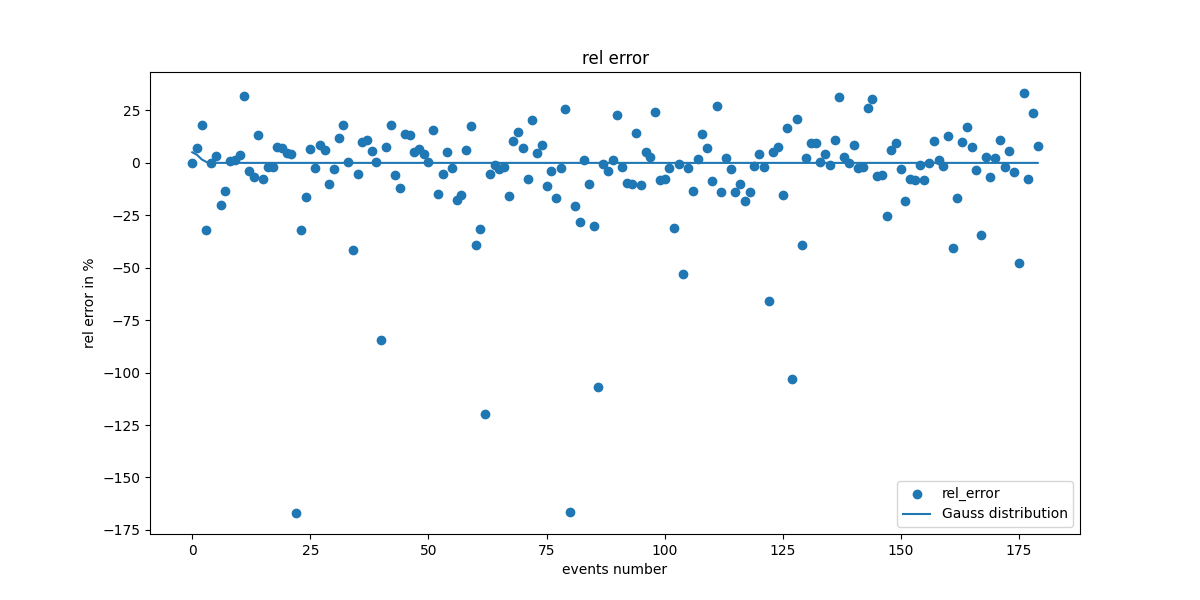 rel error
25
0
−25
−50
−75
−100
−125
−150
−175
rel error in %
0 25 50 75 100 125 150 175
events number
rel_error
Gauss distribution